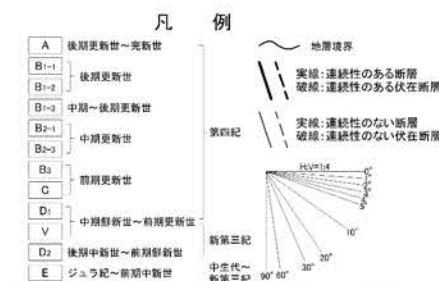 凡 例
A 後期更新世～完新世
B1-1
B1-2
後期更新世
B1-3 中期～後期更新世
B2-1
B2-3
中期更新世
B3
C
前期更新世
D1
V
中期鮮新世～前期更新世
D2 後期中新世～前期鮮新世
E ジュラ紀～前期中新世
第四紀
新第三紀
中生代～
新第三紀
地層境界
実線：連続性のある断層
破線：連続性のある伏在断層
実線：連続性のない断層
破線：連続性のない伏在断層
H:V=1:4
0°
5°
10°
20°
30°
60°
90°